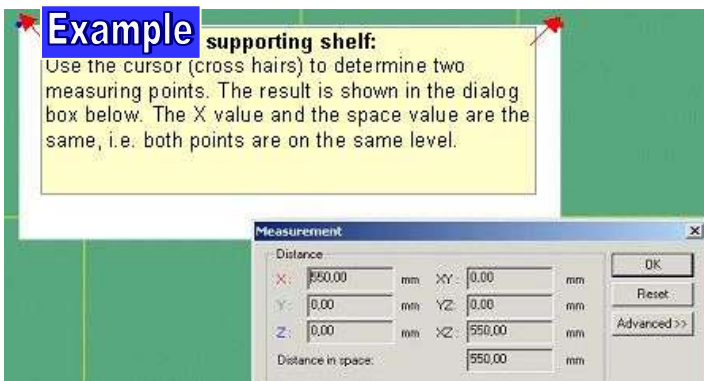 Example supporting shelf:
Use the cursor (cross hairs) to determine two
measuring points. The result is shown in the dialog
box below. The X value and the space value are the
same, i.e. both points are on the same level.
Measurement
Distance
X: 550,00 mm XY: 0,00 mm
Y: 0,00 mm YZ: 0,00 mm
Z: 0,00 mm XZ: 550,00 mm
Distance in space: 550,00 mm
OK
Reset
Advanced >>